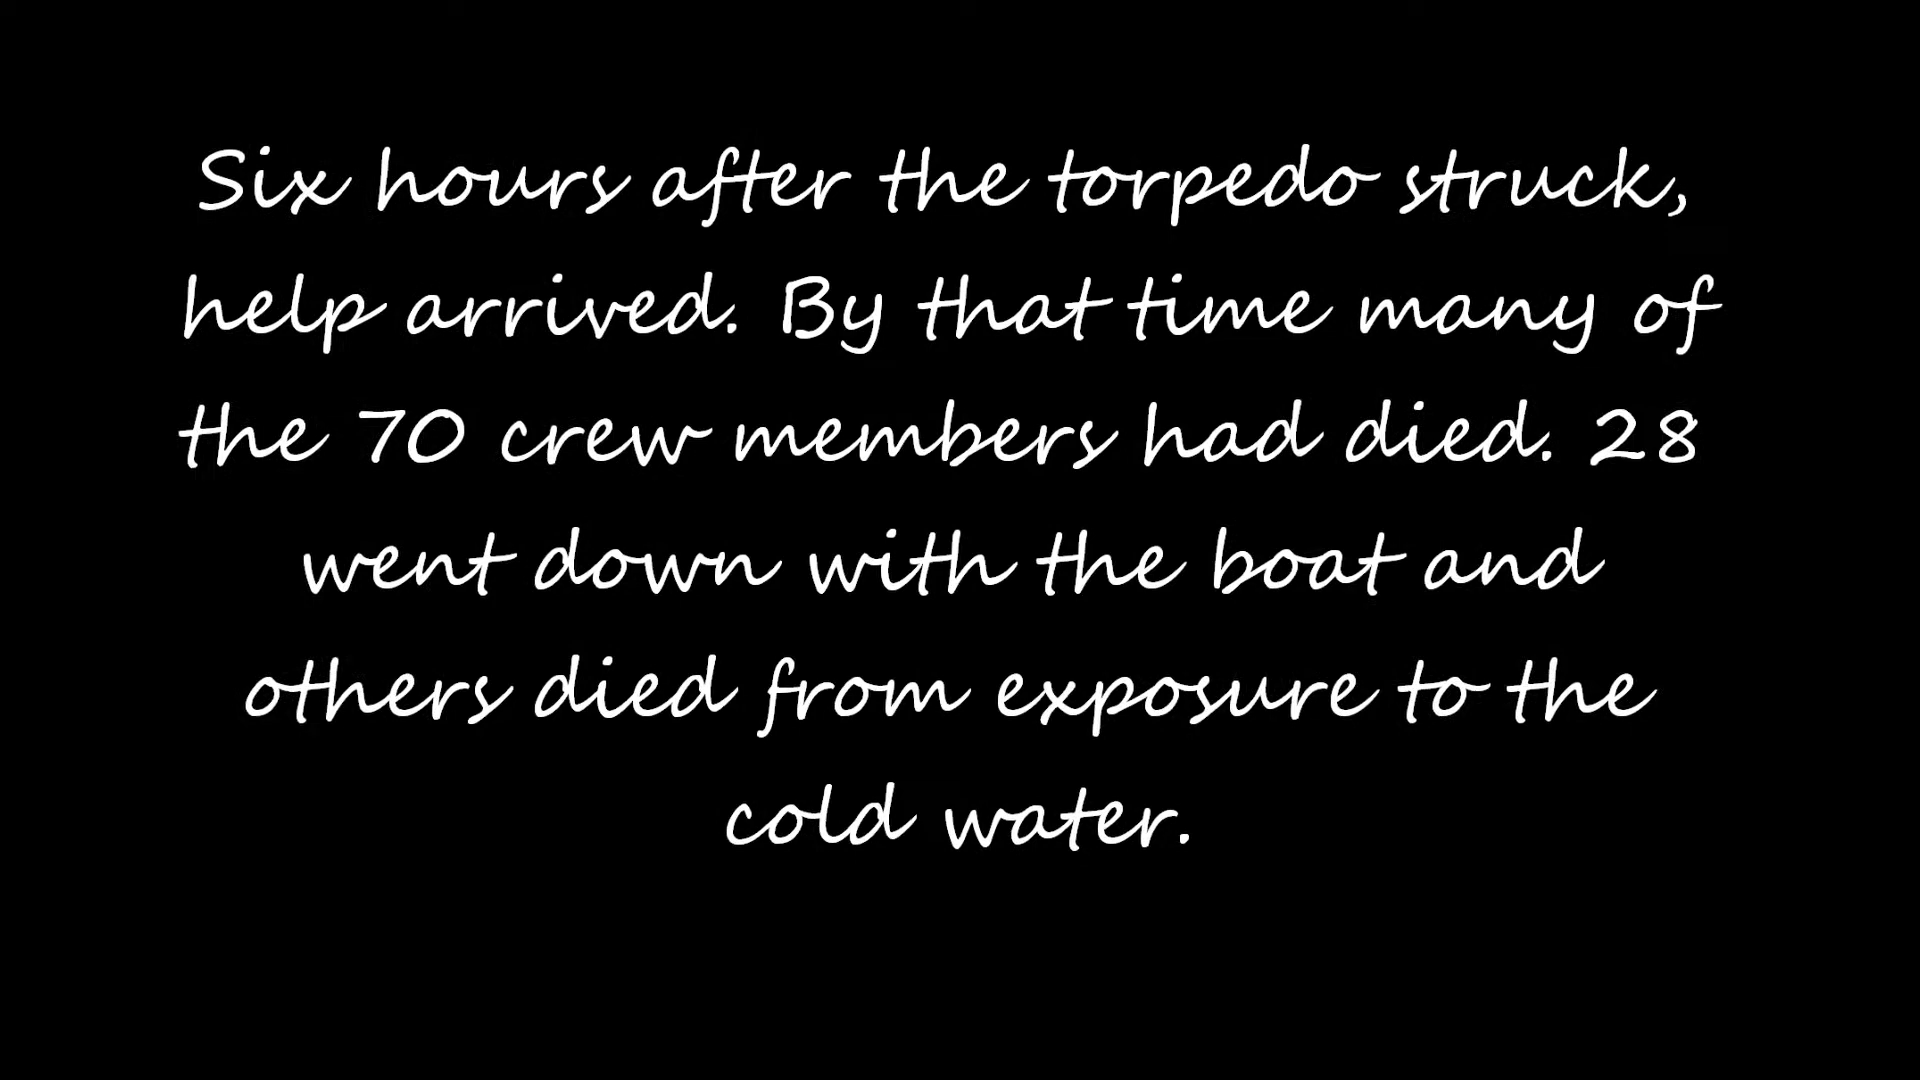 Six hours after the torpedo struck,
help arrived. By that time many of
the 70 crew members had died. 28
went down with the boat and
others died from exposure to the
cold water.